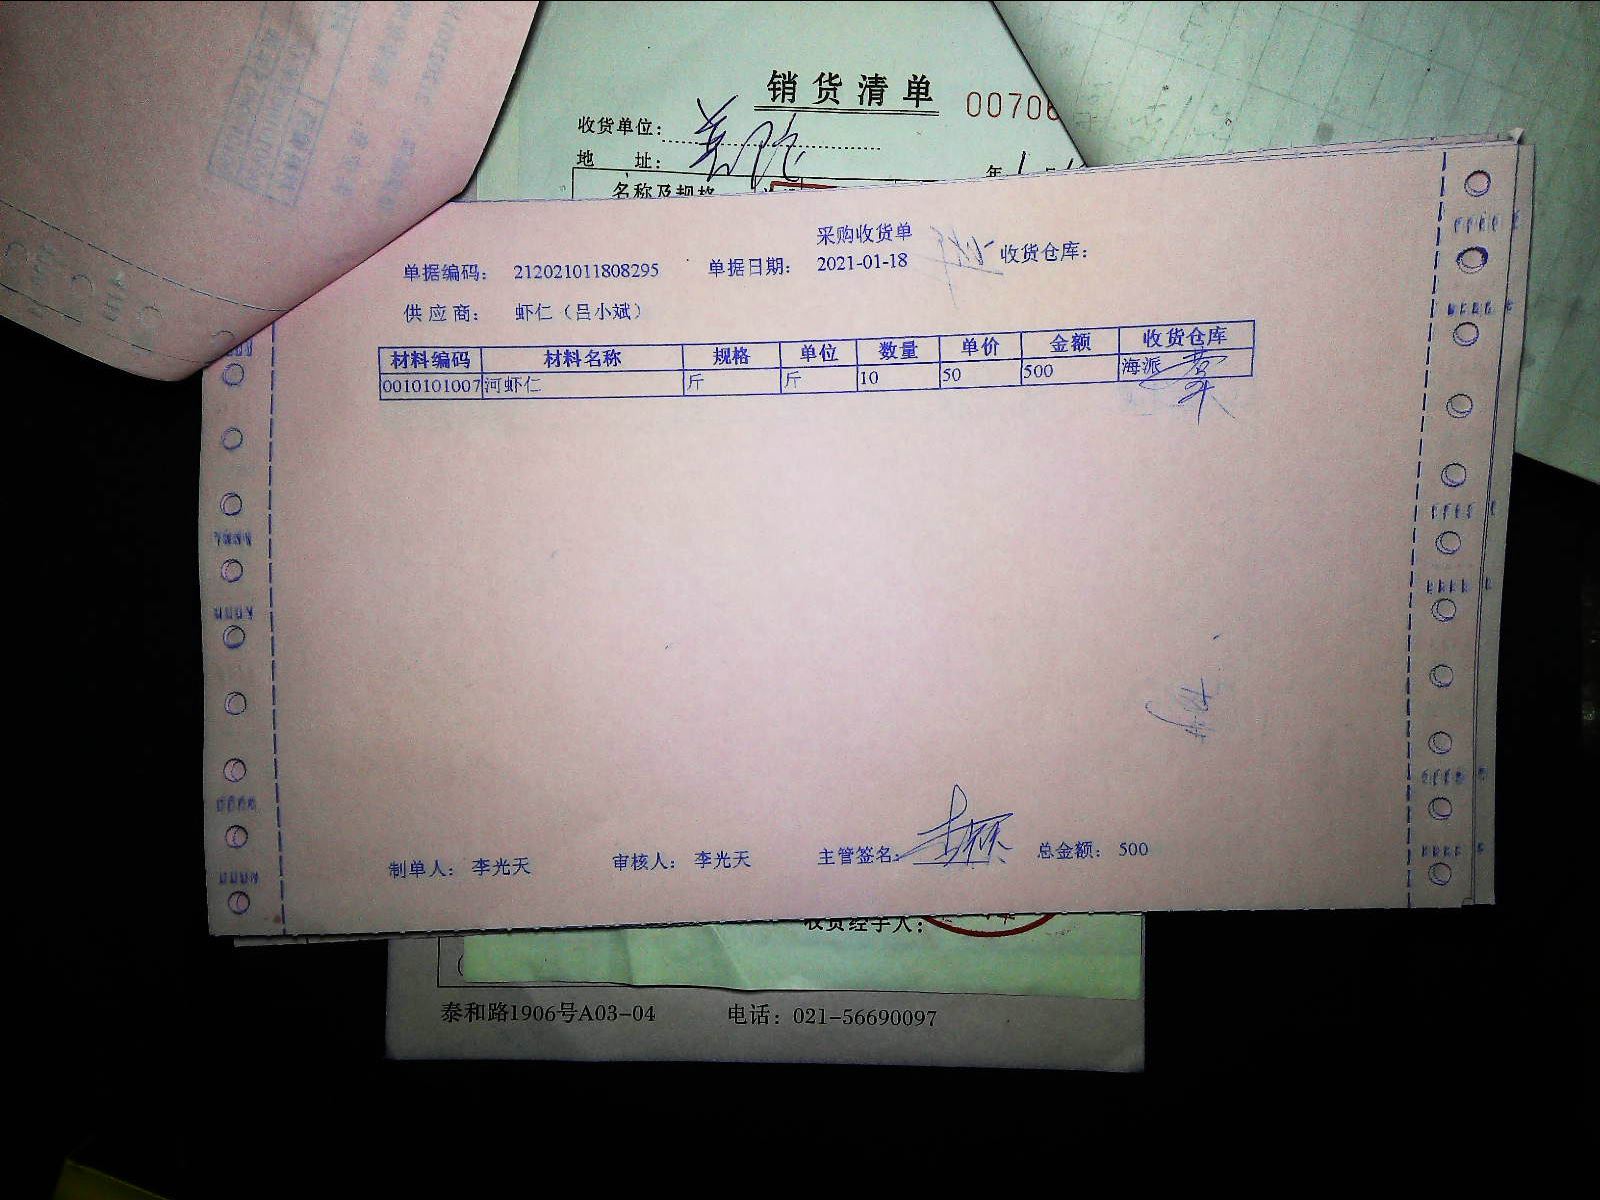 销货清单 0070
收货单位:
地 址:
年 月
名称及规格
采购收货单
单据编码: 212021011808295 单据日期: 2021-01-18 收货仓库:
供应商: 虾仁（吕小斌）
材料编码 材料名称 规格 单位 数量 单价 金额 收货仓库
0010101007 河虾仁 斤 斤 10 50 500 海派
制单人: 李光天 审核人: 李光天 主管签名: 总金额: 500
收货经手人:
泰和路1906号A03-04 电话: 021-56690097